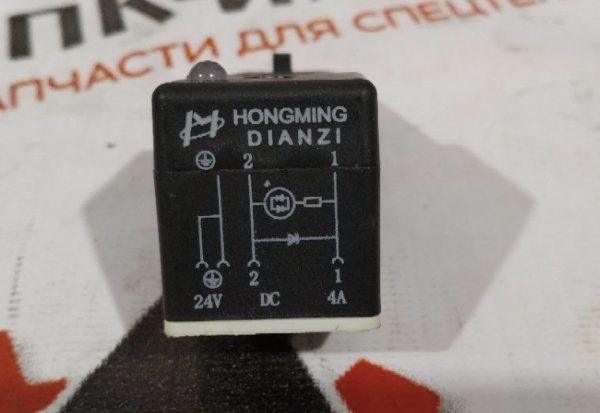 АПЧАСТИ ДЛЯ СПЕЦТЕ
HONGMING
DIANZI
2 1
+
2 1
24V DC 4A